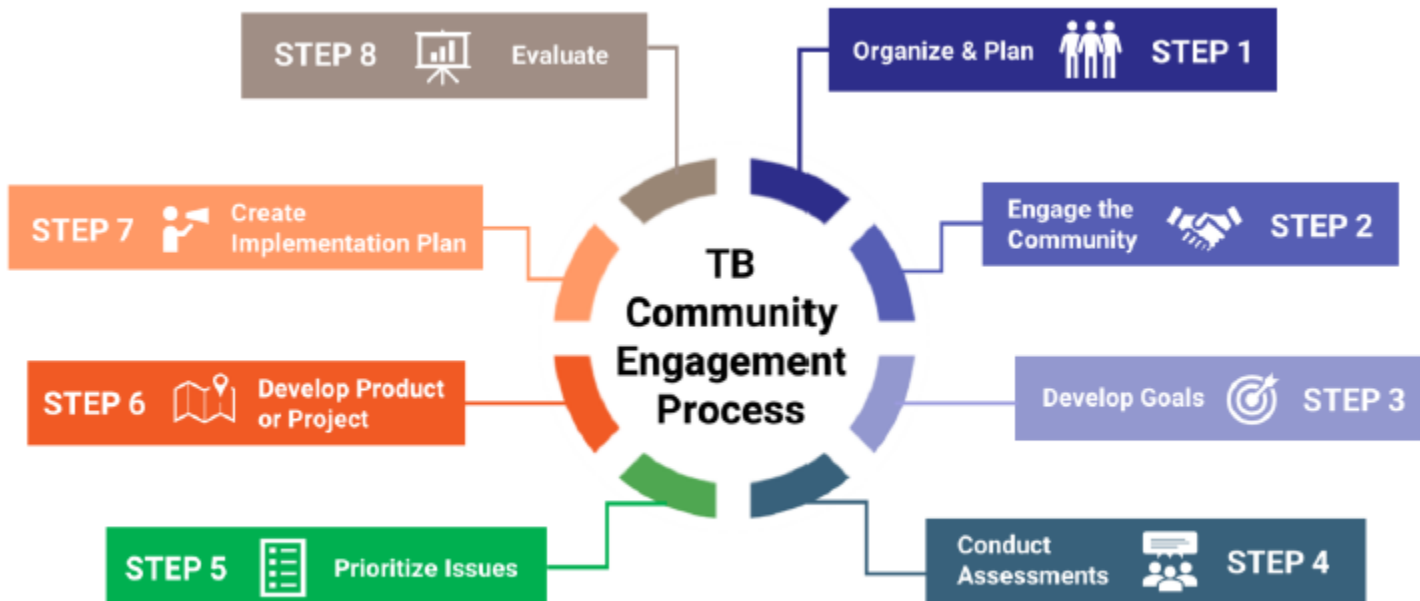 TB
Community
Engagement
Process
Organize & Plan
STEP 1
Engage the
Community
STEP 2
Develop Goals
STEP 3
Conduct
Assessments
STEP 4
STEP 5
Prioritize Issues
STEP 6
Develop Product
or Project
STEP 7
Create
Implementation Plan
STEP 8
Evaluate